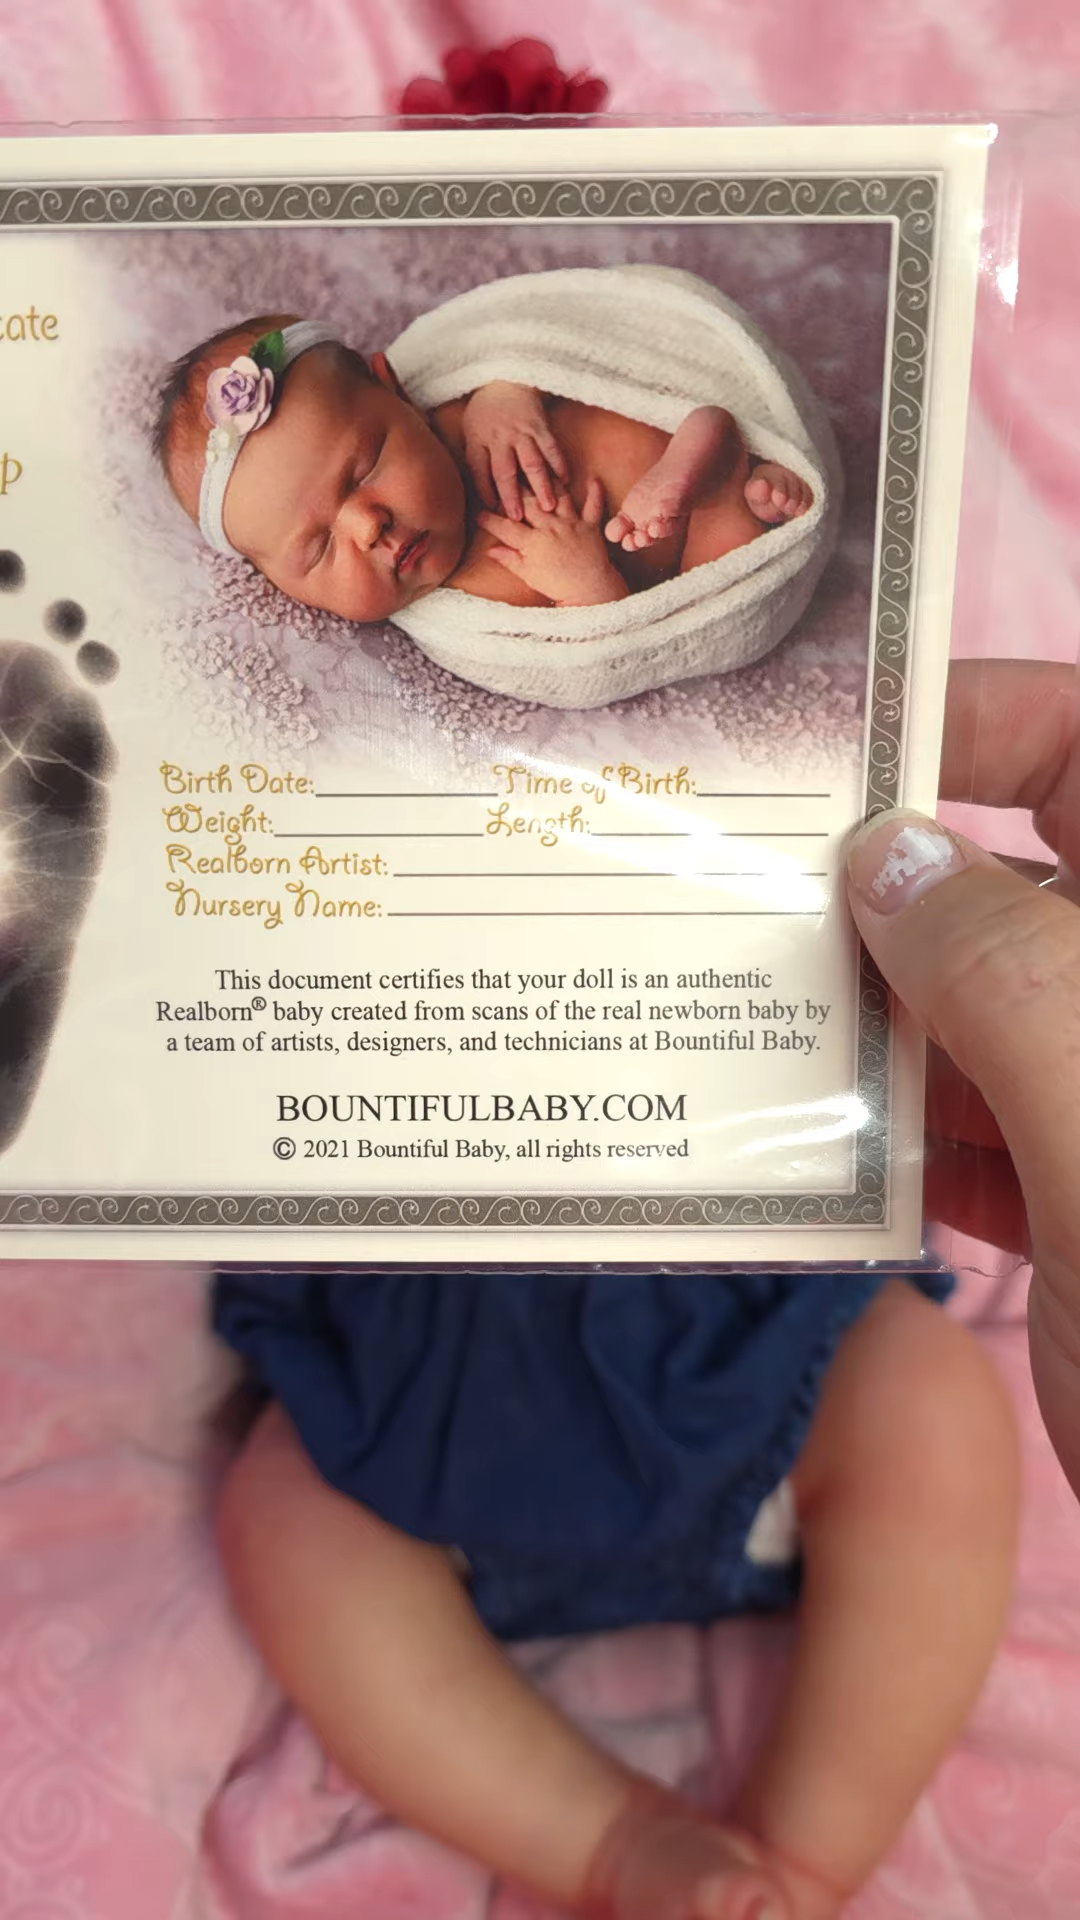 cate
p
Birth Date: Time of Birth:
Weight: Length:
Realborn Artist:
Nursery Name:
This document certifies that your doll is an authentic
Realborn® baby created from scans of the real newborn baby by
a team of artists, designers, and technicians at Bountiful Baby.
BOUNTIFULBABY.COM
© 2021 Bountiful Baby, all rights reserved